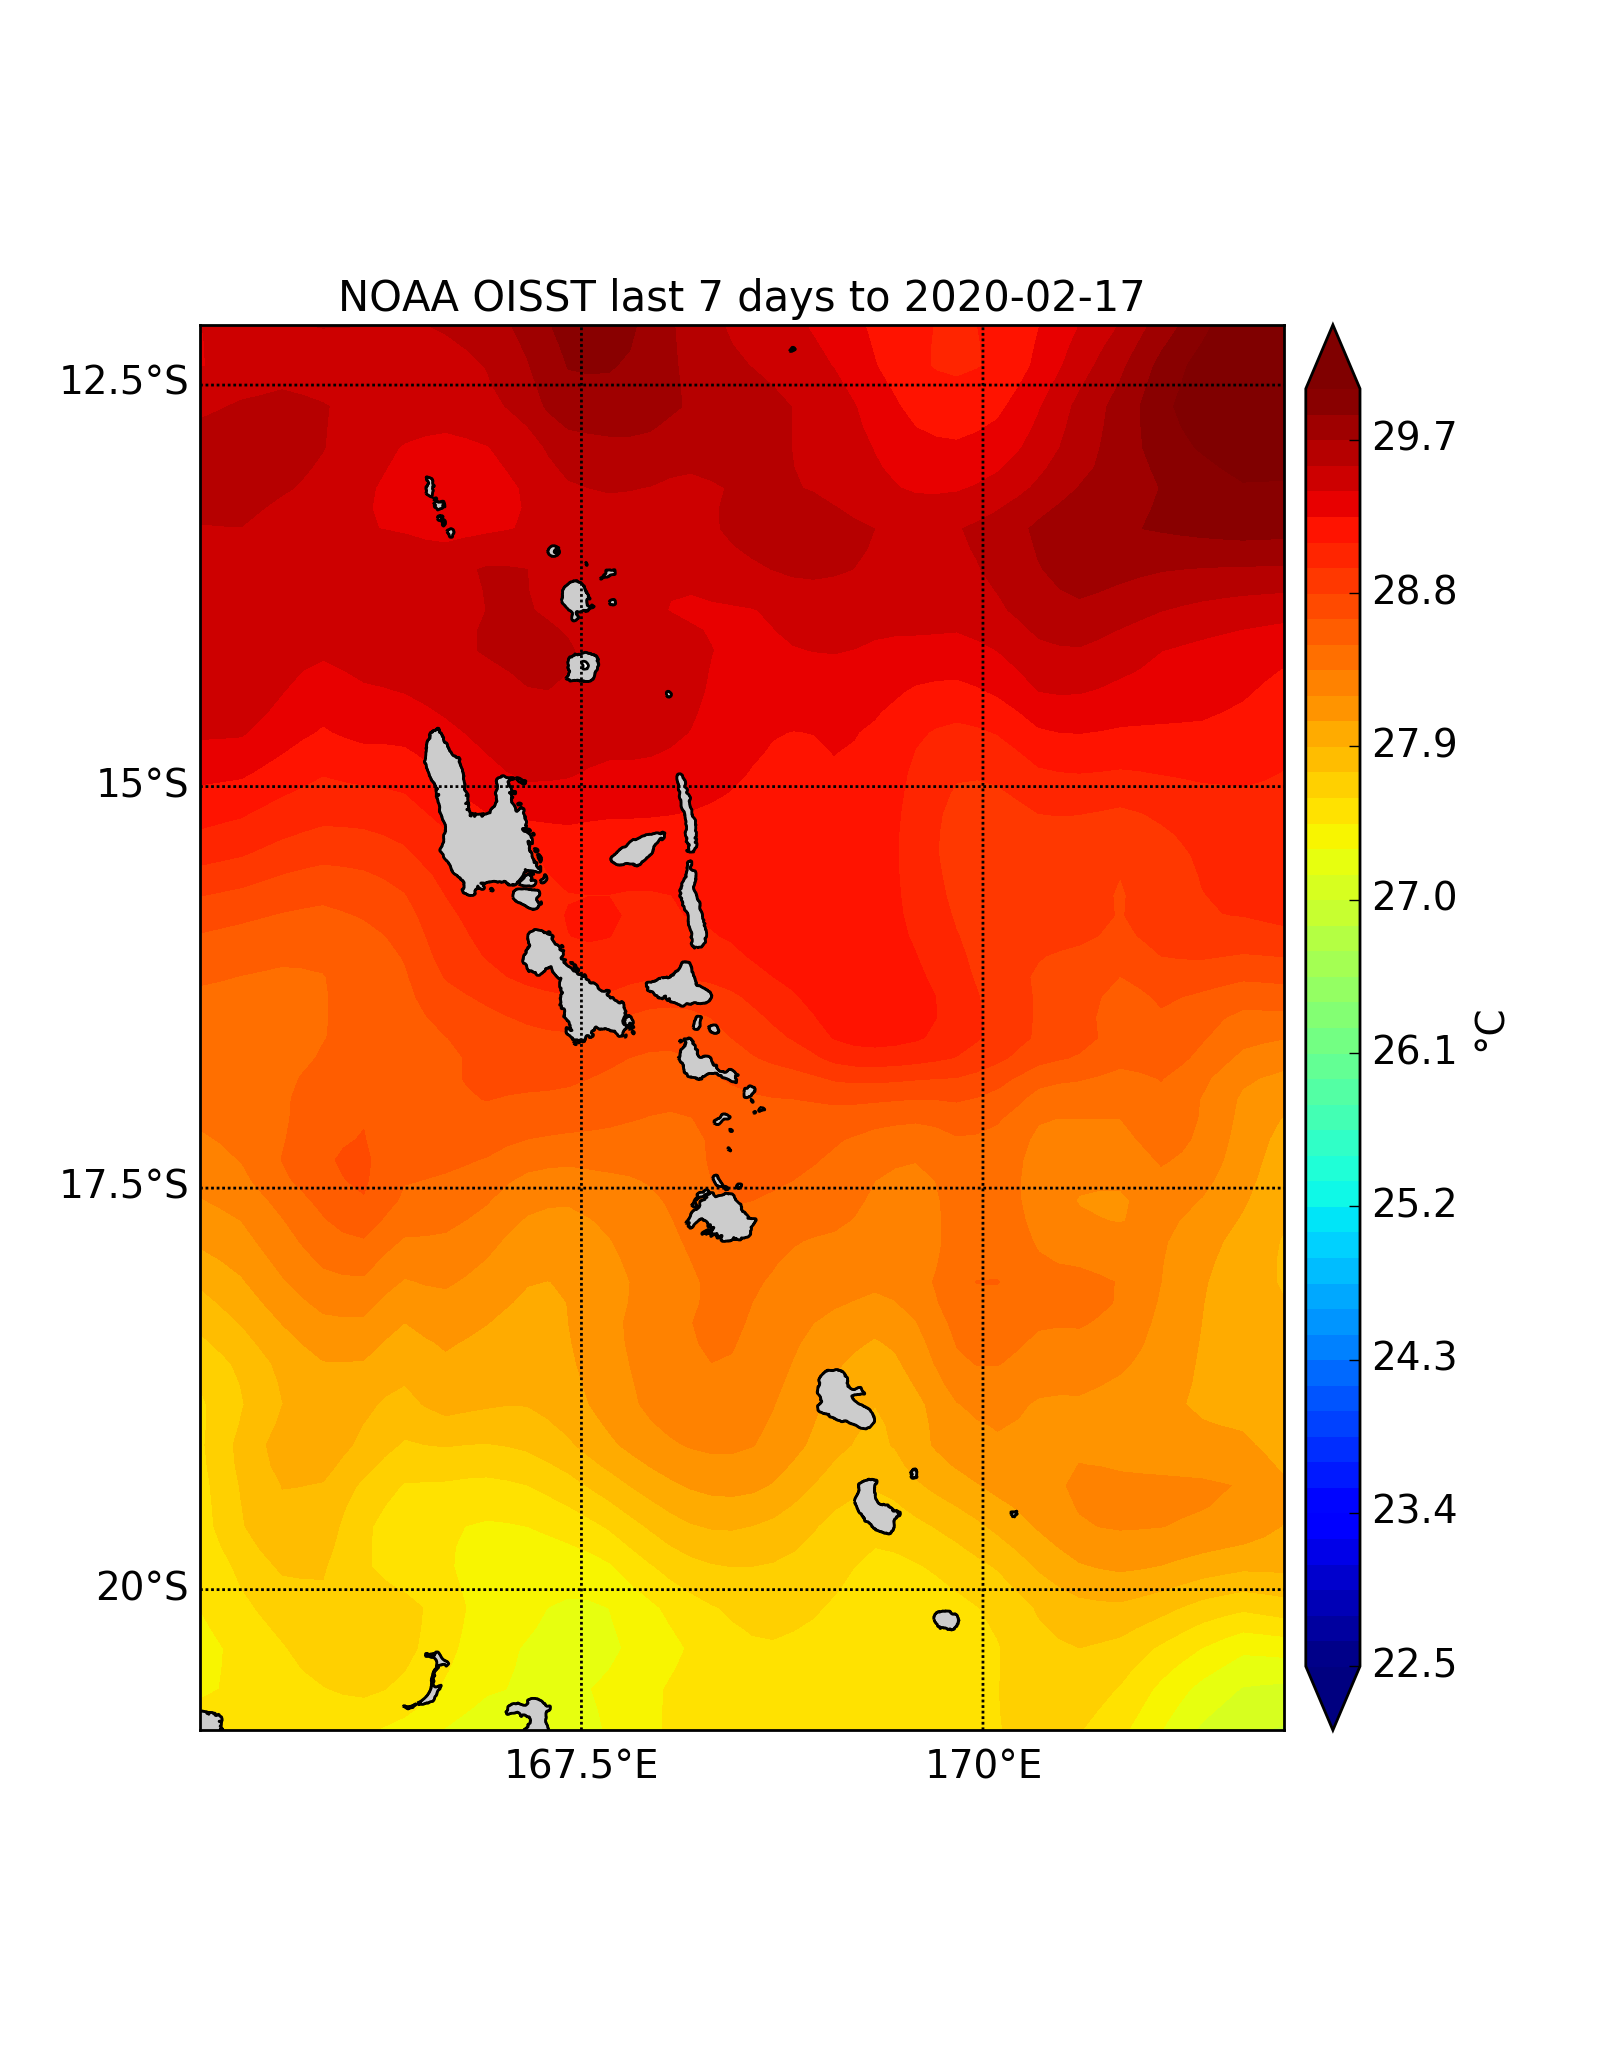 NOAA OISST last 7 days to 2020-02-17
12.5°S
15°S
17.5°S
20°S
167.5°E
170°E
29.7
28.8
27.9
27.0
26.1
25.2
24.3
23.4
22.5
°C